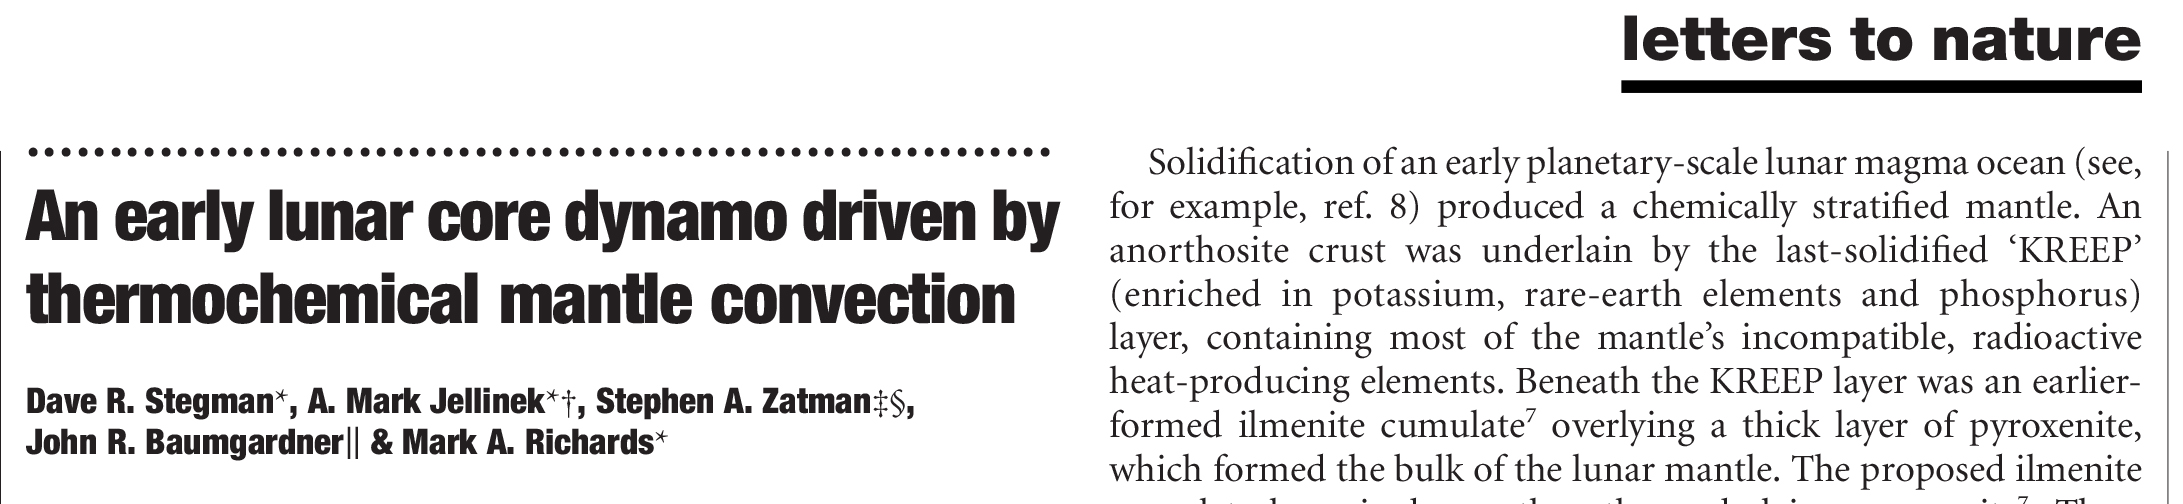 letters to nature
An early lunar core dynamo driven by
thermochemical mantle convection
Dave R. Stegman*, A. Mark Jellinek*†, Stephen A. Zatman‡§,
John R. Baumgardner|| & Mark A. Richards*
Solidification of an early planetary-scale lunar magma ocean (see,
for example, ref. 8) produced a chemically stratified mantle. An
anorthosite crust was underlain by the last-solidified ‘KREEP’
(enriched in potassium, rare-earth elements and phosphorus)
layer, containing most of the mantle’s incompatible, radioactive
heat-producing elements. Beneath the KREEP layer was an earlier-
formed ilmenite cumulate⁷ overlying a thick layer of pyroxenite,
which formed the bulk of the lunar mantle. The proposed ilmenite